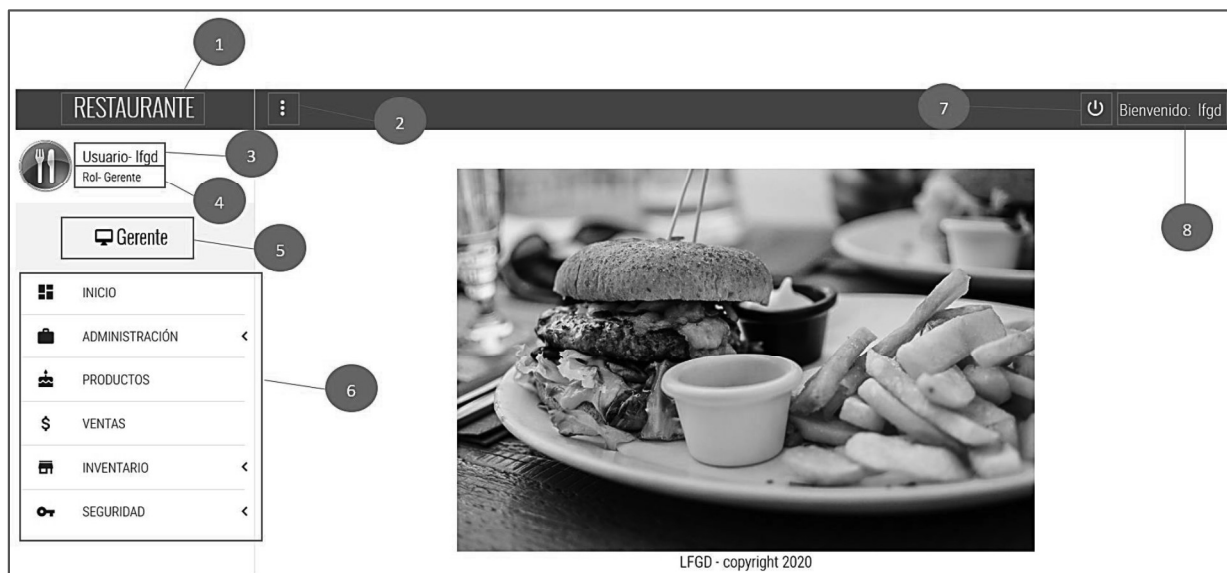 1
RESTAURANTE
2
7
Bienvenido: lfgd
8
Usuario- lfgd
3
Rol- Gerente
4
Gerente
5
INICIO
ADMINISTRACIÓN
PRODUCTOS
6
VENTAS
INVENTARIO
SEGURIDAD
LFGD - copyright 2020